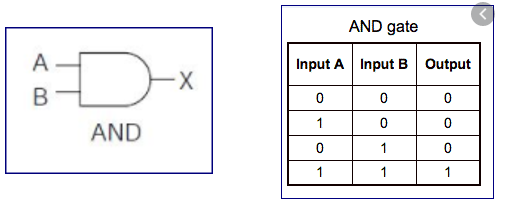 A
B
X
AND
AND gate
Input A Input B Output
0 0 0
1 0 0
0 1 0
1 1 1